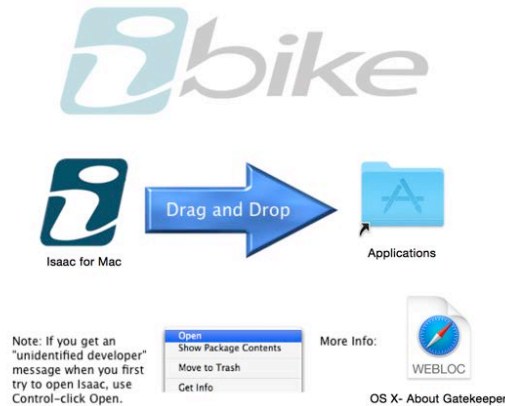 ibike
Drag and Drop
Isaac for Mac
Applications
Note: If you get an
"unidentified developer"
message when you first
try to open Isaac, use
Control-click Open.
Open
Show Package Contents
Move to Trash
Get Info
More Info:
WEBLOC
OS X- About Gatekeeper